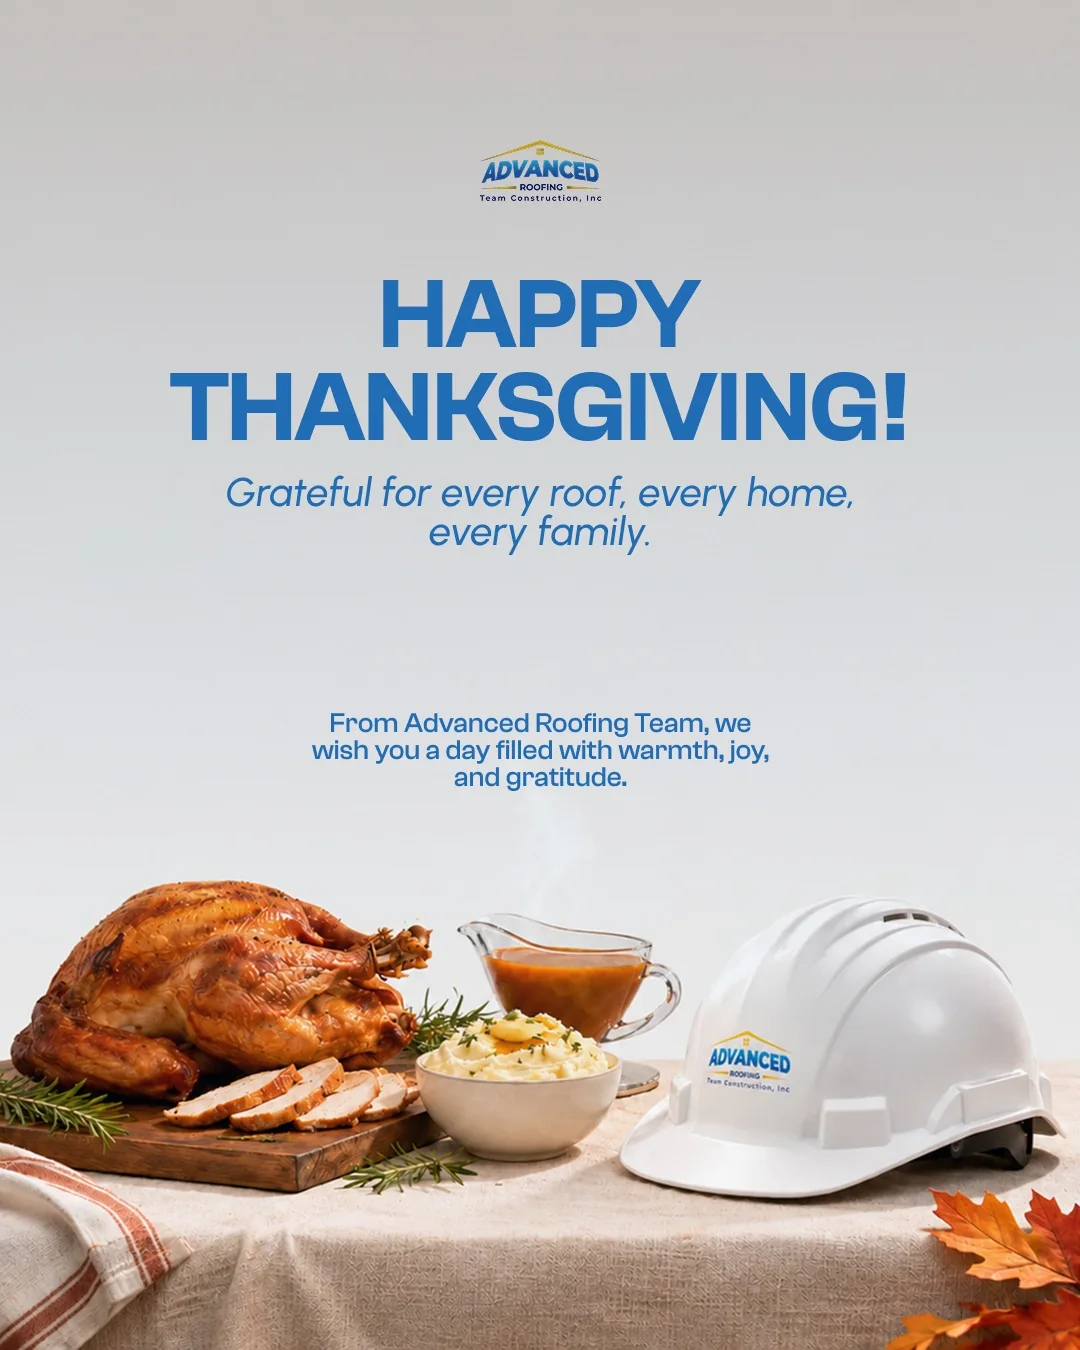 ADVANCED
ROOFING
Team Construction, Inc
HAPPY
THANKSGIVING!
Grateful for every roof, every home,
every family.
From Advanced Roofing Team, we
wish you a day filled with warmth, joy,
and gratitude.
ADVANCED
ROOFING
Team Construction, Inc